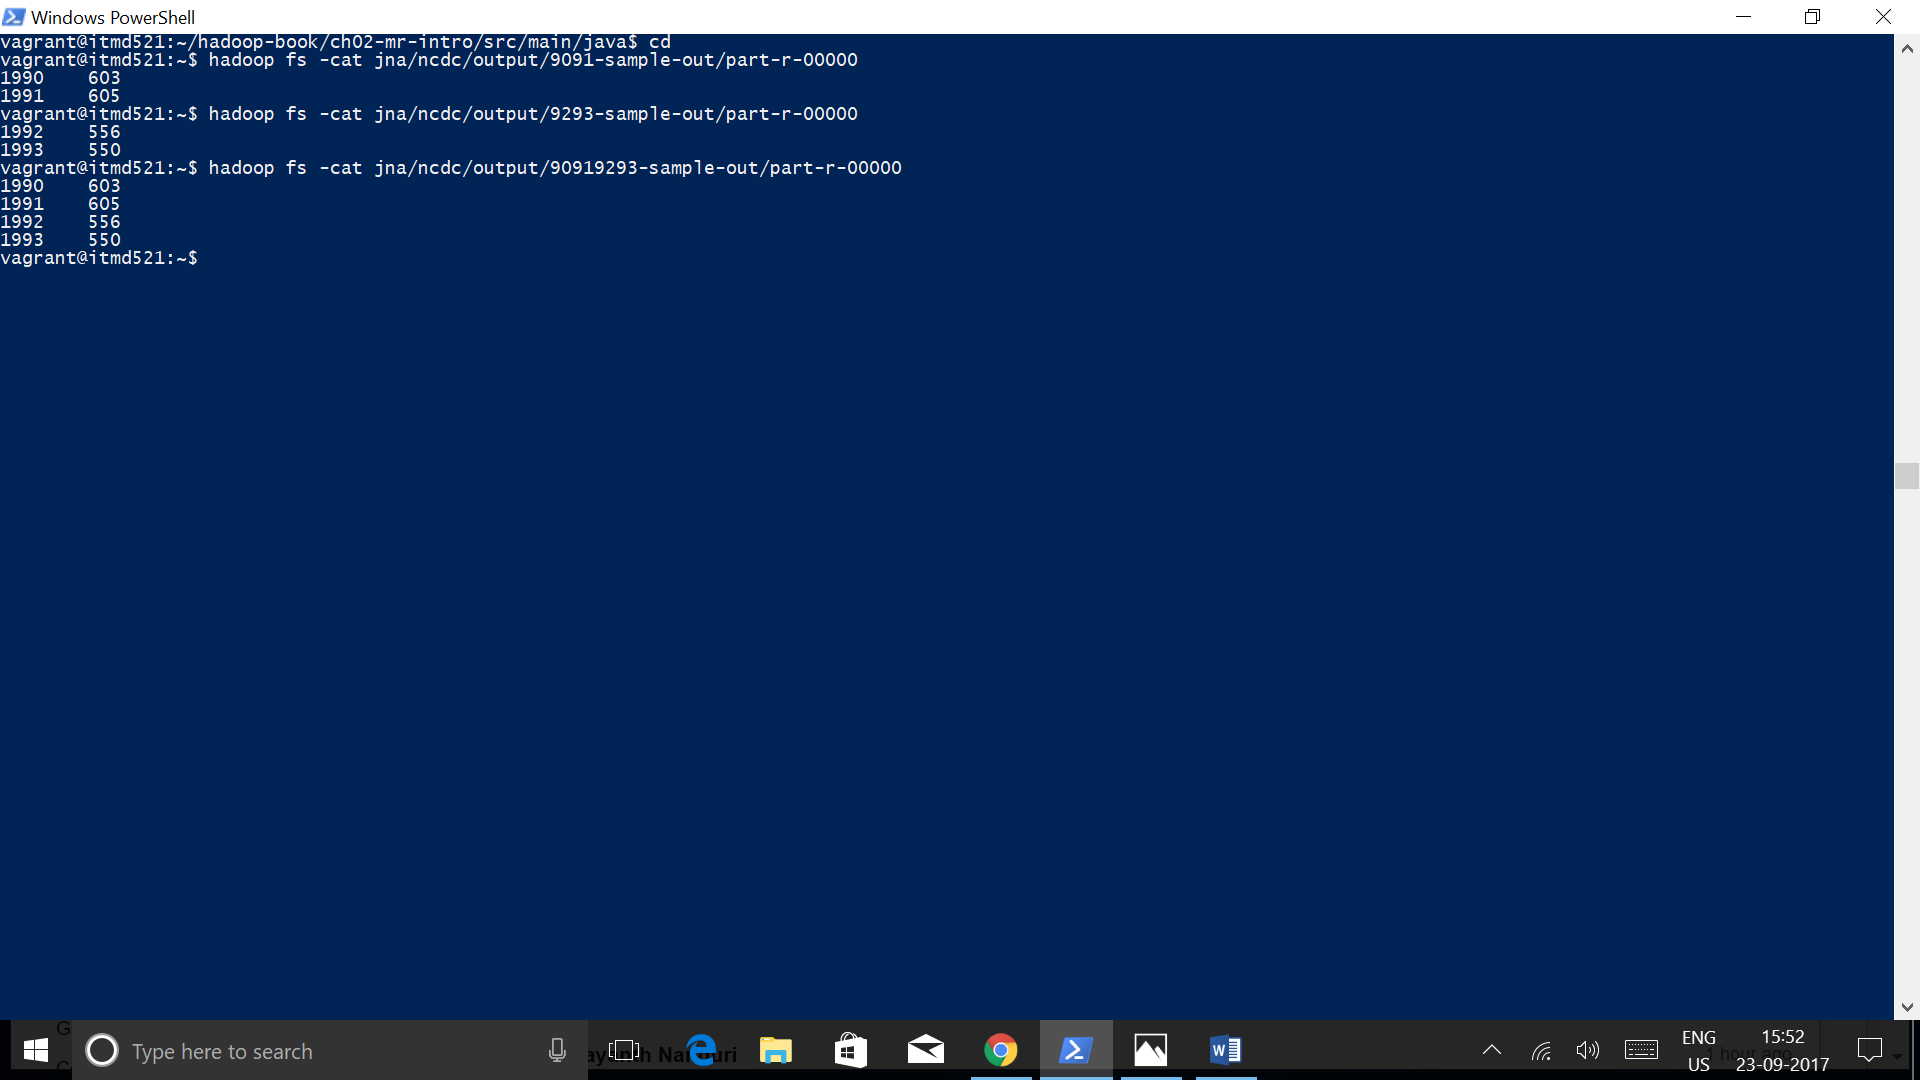 Windows PowerShell
vagrant@itmd521:~/hadoop-book/ch02-mr-intro/src/main/java$ cd
vagrant@itmd521:~$ hadoop fs -cat jna/ncdc/output/9091-sample-out/part-r-00000
1990    603
1991    605
vagrant@itmd521:~$ hadoop fs -cat jna/ncdc/output/9293-sample-out/part-r-00000
1992    556
1993    550
vagrant@itmd521:~$ hadoop fs -cat jna/ncdc/output/90919293-sample-out/part-r-00000
1990    603
1991    605
1992    556
1993    550
vagrant@itmd521:~$
Type here to search
ENG 15:52
US 23-09-2017
1 hour ago